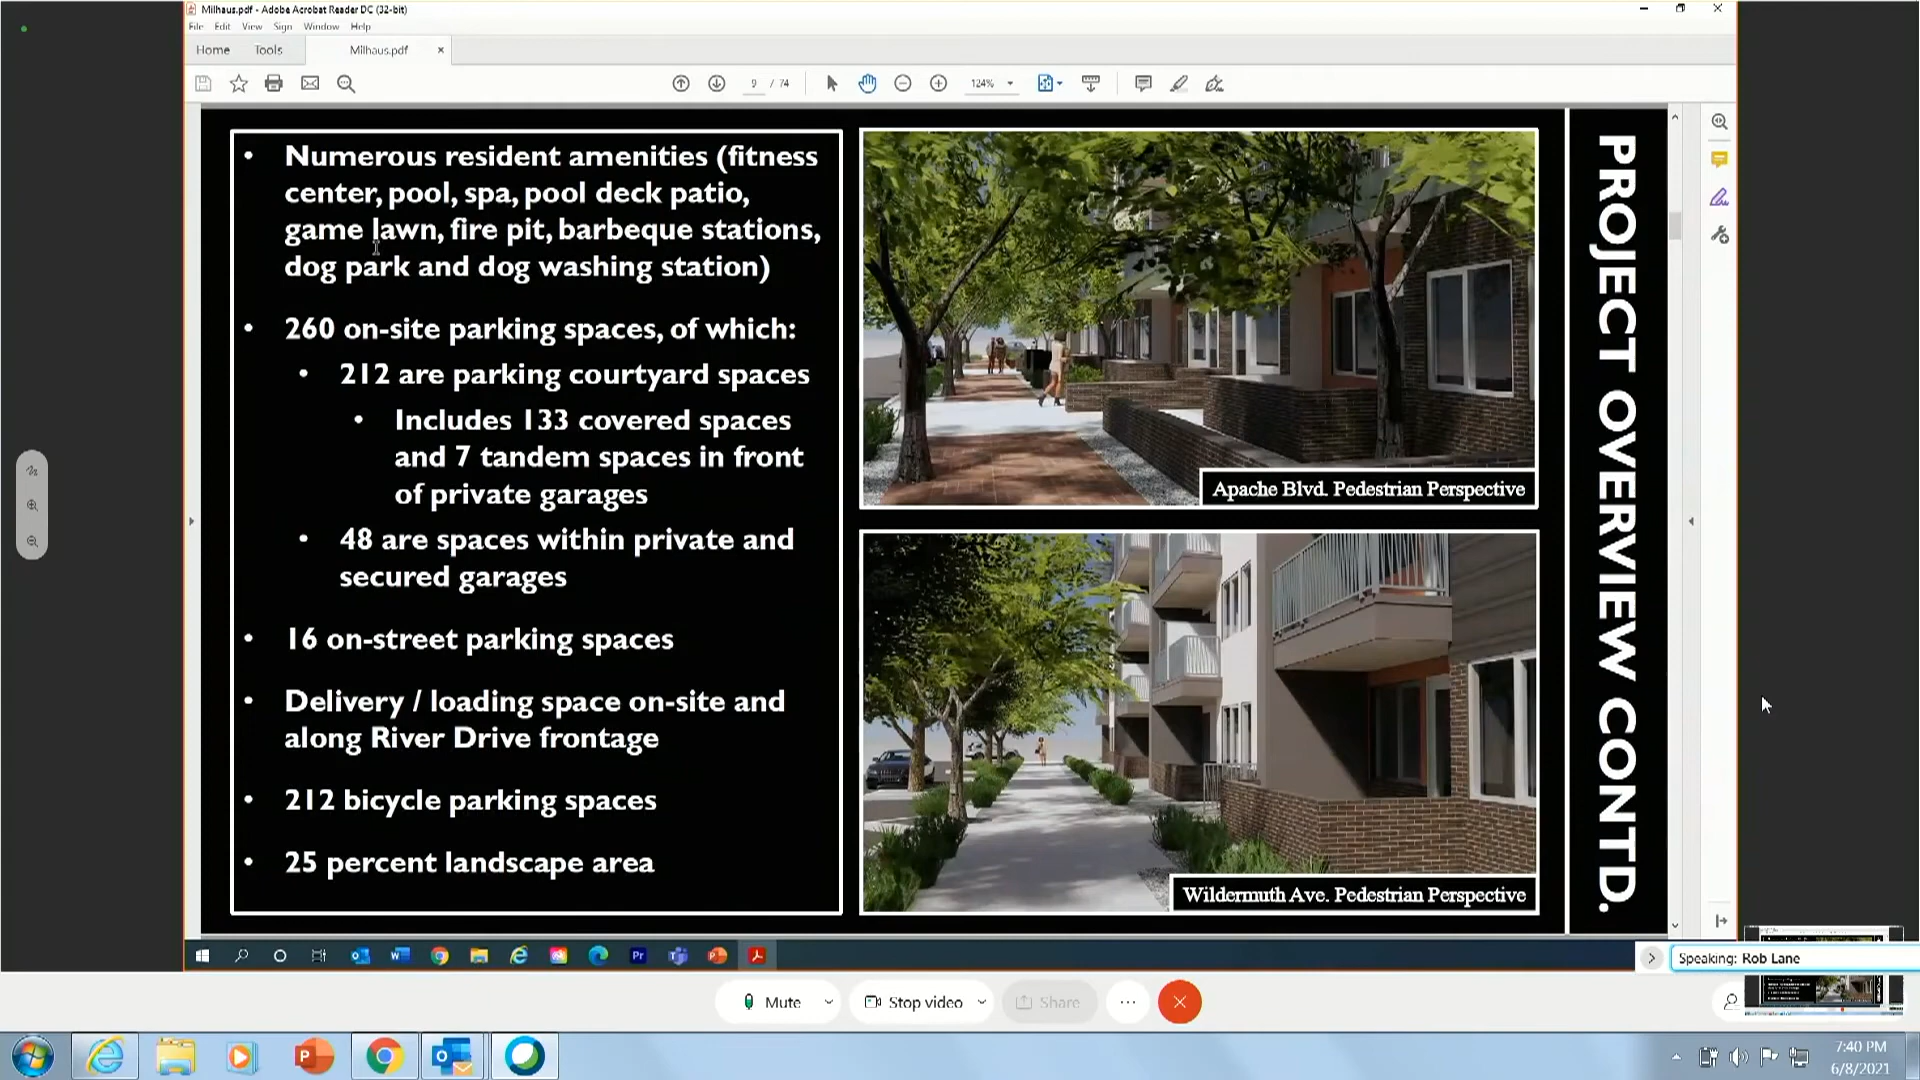 Milhaus.pdf - Adobe Acrobat Reader DC (32-bit)
File Edit View Sign Window Help
Home Tools Milhaus.pdf ×
9 / 74 124%
• Numerous resident amenities (fitness
center, pool, spa, pool deck patio,
game lawn, fire pit, barbeque stations,
dog park and dog washing station)
• 260 on-site parking spaces, of which:
• 212 are parking courtyard spaces
• Includes 133 covered spaces
and 7 tandem spaces in front
of private garages
• 48 are spaces within private and
secured garages
• 16 on-street parking spaces
• Delivery / loading space on-site and
along River Drive frontage
• 212 bicycle parking spaces
• 25 percent landscape area
Apache Blvd. Pedestrian Perspective
Wildermuth Ave. Pedestrian Perspective
PROJECT OVERVIEW CONTD.
Speaking: Rob Lane
Mute Stop video Share
7:40 PM
6/8/2021